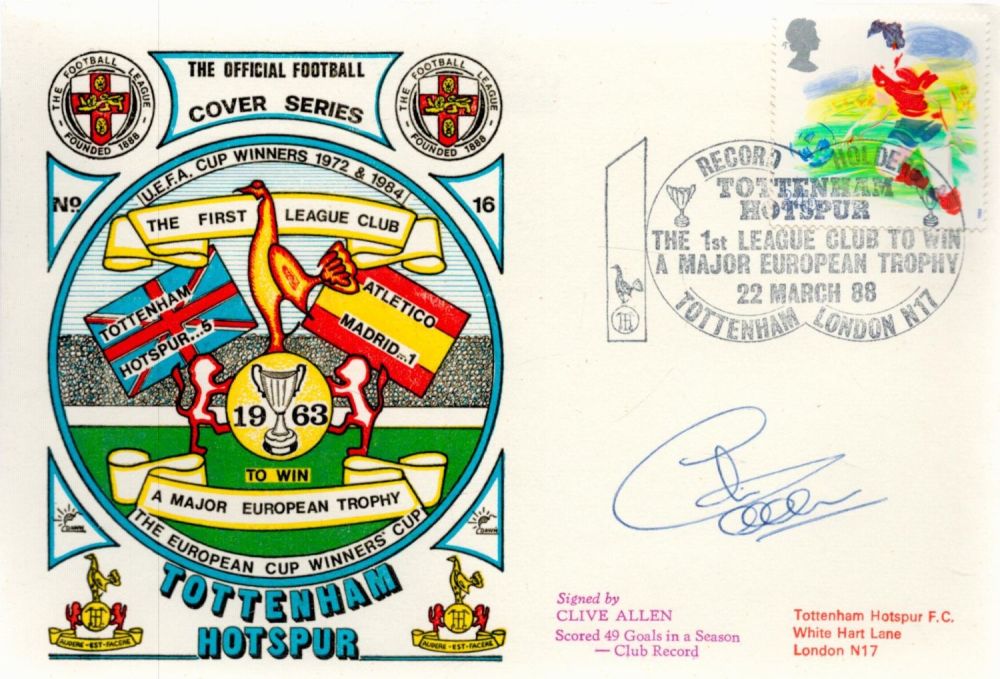 THE OFFICIAL FOOTBALL
COVER SERIES
THE FOOTBALL LEAGUE
FOUNDED 1888
THE FOOTBALL LEAGUE
FOUNDED 1888
No 16
U.E.F.A. CUP WINNERS 1972 & 1984
THE FIRST LEAGUE CLUB
TOTTENHAM
HOTSPUR...5
ATLETICO
MADRID...1
1963
TO WIN
A MAJOR EUROPEAN TROPHY
THE EUROPEAN CUP WINNERS' CUP
DAWN
DAWN
TOTTENHAM
HOTSPUR
AUDERE-EST-FACERE
AUDERE-EST-FACERE
RECORD HOLDE
TOTTENHAM
HOTSPUR
THE 1st LEAGUE CLUB TO WIN
A MAJOR EUROPEAN TROPHY
22 MARCH 88
TOTTENHAM LONDON N17
Signed by
CLIVE ALLEN
Scored 49 Goals in a Season
— Club Record
Tottenham Hotspur F.C.
White Hart Lane
London N17